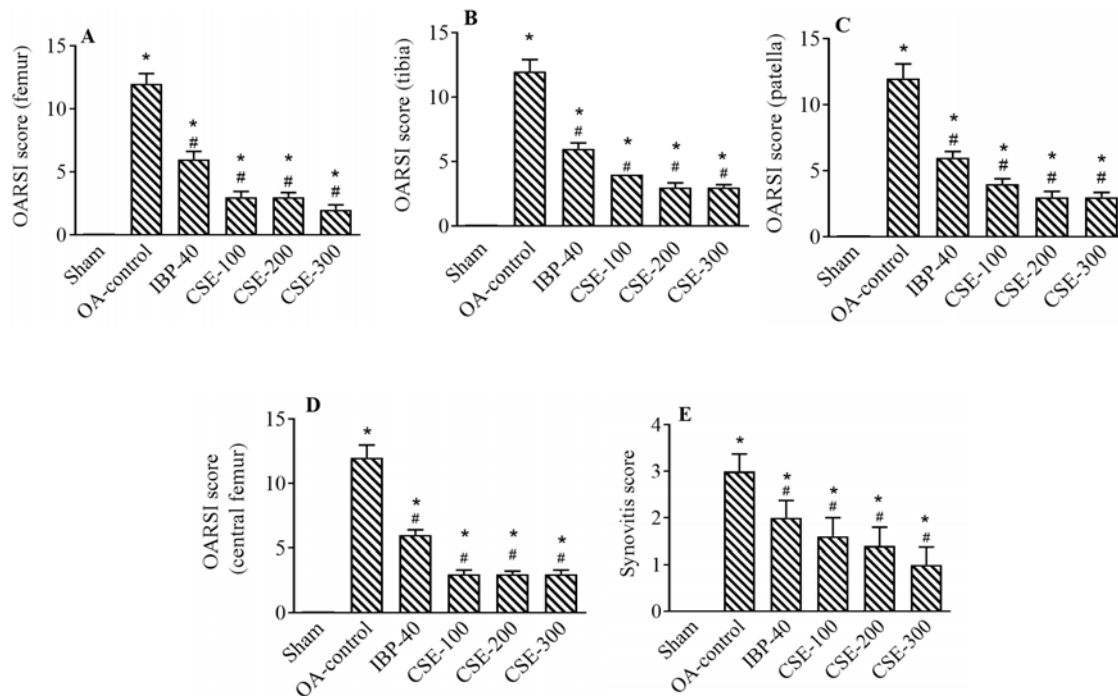 A
OARSI score (femur)
15
10
5
0
*
*
#
*
#
*
#
*
#
Sham
OA-control
IBP-40
CSE-100
CSE-200
CSE-300
B
OARSI score (tibia)
15
10
5
0
*
*
#
*
#
*
#
*
#
Sham
OA-control
IBP-40
CSE-100
CSE-200
CSE-300
C
OARSI score (patella)
15
10
5
0
*
*
#
*
#
*
#
*
#
Sham
OA-control
IBP-40
CSE-100
CSE-200
CSE-300
D
OARSI score
(central femur)
15
10
5
0
*
*
#
*
#
*
#
*
#
Sham
OA-control
IBP-40
CSE-100
CSE-200
CSE-300
E
Synovitis score
4
3
2
1
0
*
*
#
*
#
*
#
*
#
Sham
OA-control
IBP-40
CSE-100
CSE-200
CSE-300